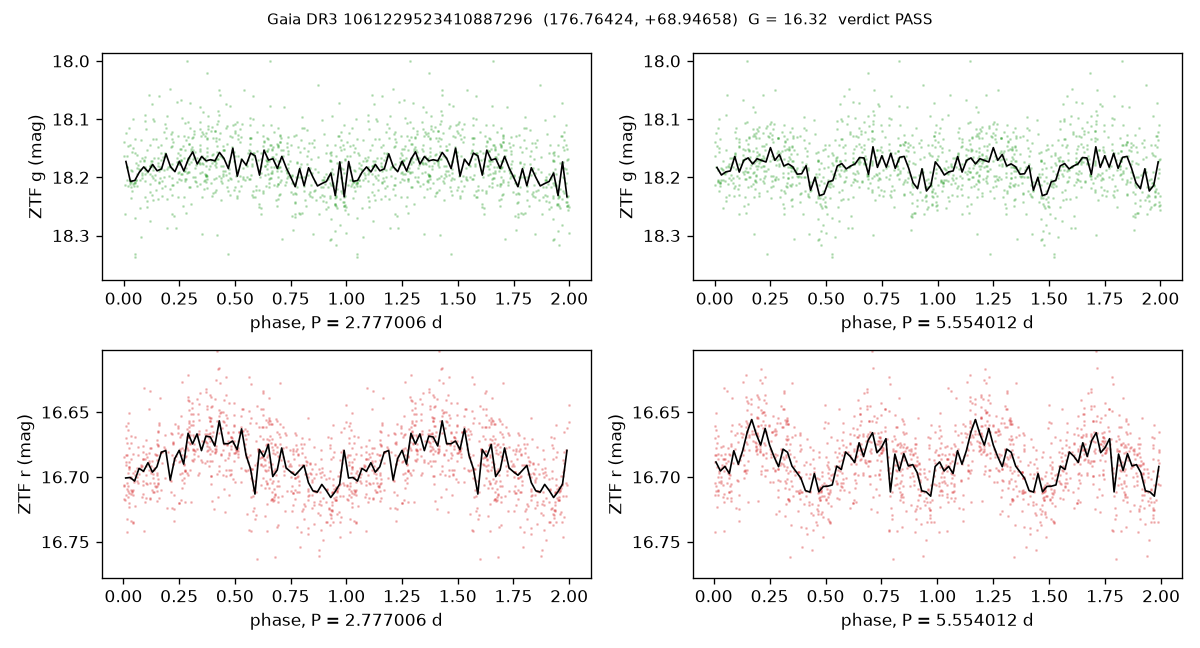 Gaia DR3 1061229523410887296 (176.76424, +68.94658) G = 16.32 verdict PASS
ZTF g (mag)
18.0
18.1
18.2
18.3
0.00 0.25 0.50 0.75 1.00 1.25 1.50 1.75 2.00
phase, P = 2.777006 d
ZTF g (mag)
18.0
18.1
18.2
18.3
0.00 0.25 0.50 0.75 1.00 1.25 1.50 1.75 2.00
phase, P = 5.554012 d
ZTF r (mag)
16.65
16.70
16.75
0.00 0.25 0.50 0.75 1.00 1.25 1.50 1.75 2.00
phase, P = 2.777006 d
ZTF r (mag)
16.65
16.70
16.75
0.00 0.25 0.50 0.75 1.00 1.25 1.50 1.75 2.00
phase, P = 5.554012 d